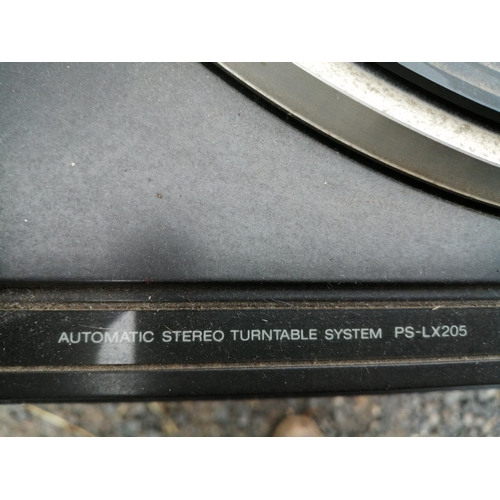 AUTOMATIC STEREO TURNTABLE SYSTEM PS-LX205